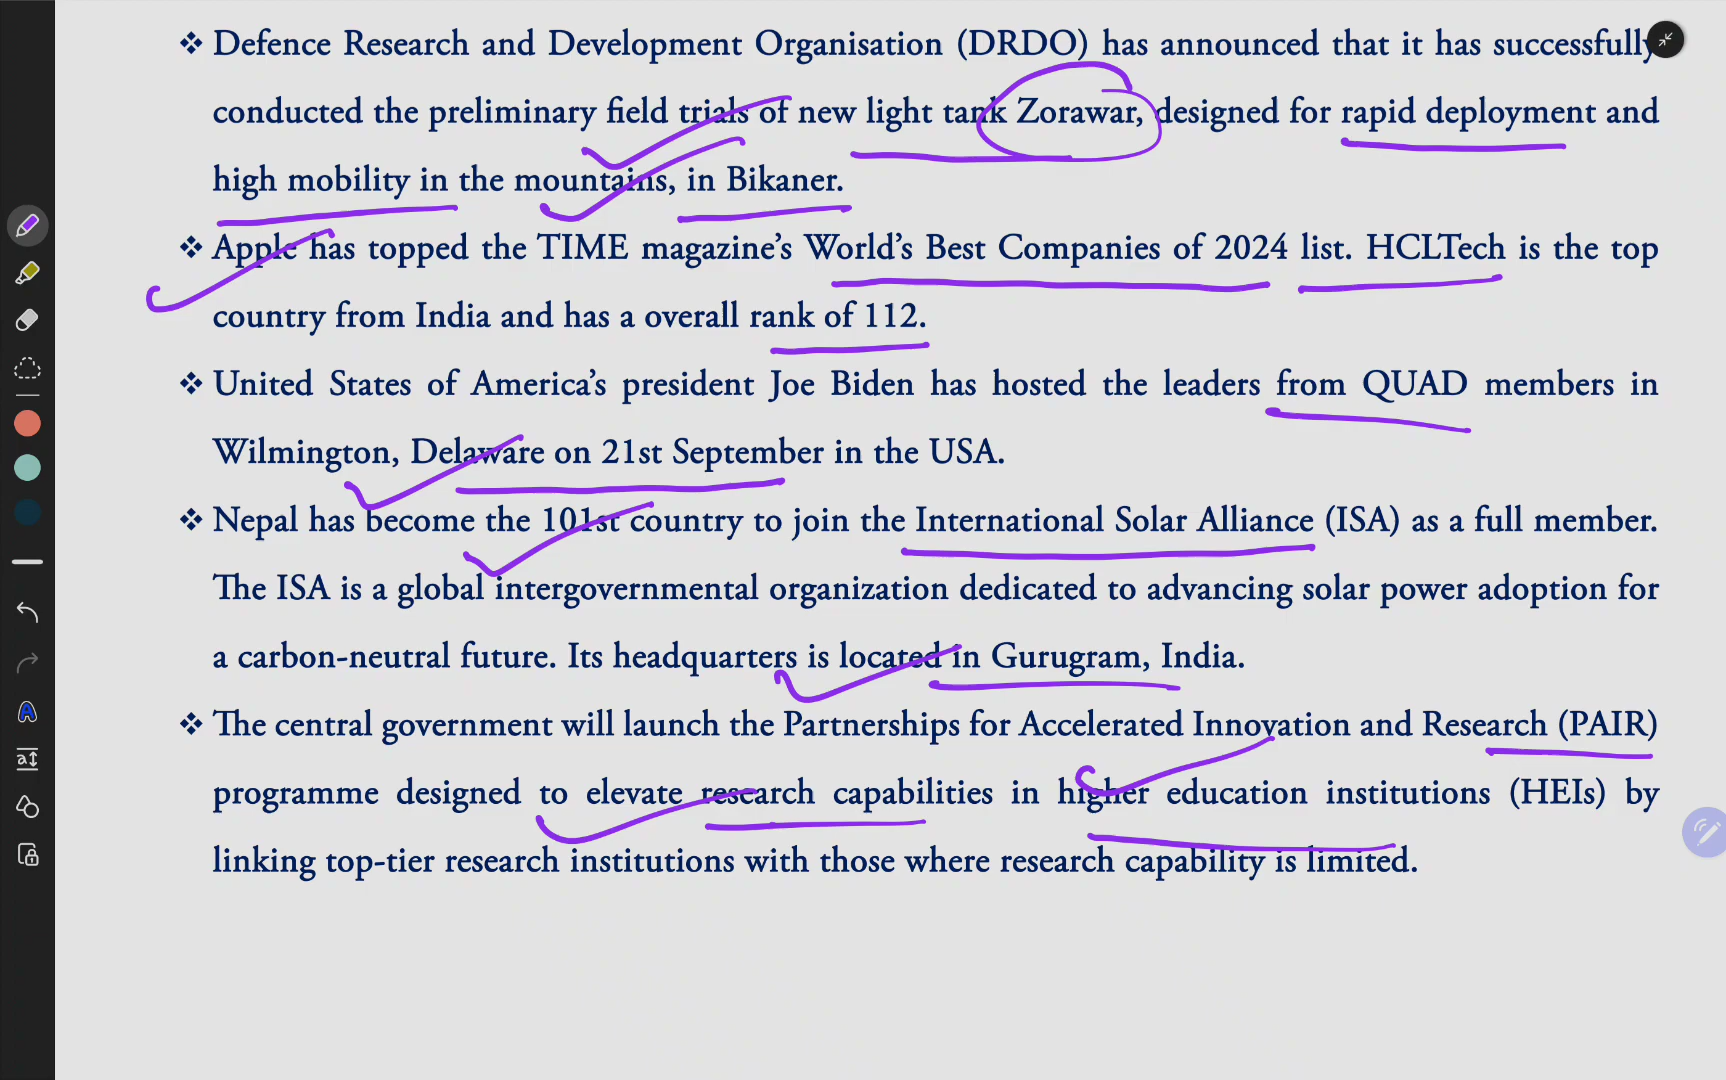 ❖ Defence Research and Development Organisation (DRDO) has announced that it has successfully
conducted the preliminary field trials of new light tank Zorawar, designed for rapid deployment and
high mobility in the mountains, in Bikaner.
❖ Apple has topped the TIME magazine’s World’s Best Companies of 2024 list. HCLTech is the top
country from India and has a overall rank of 112.
❖ United States of America’s president Joe Biden has hosted the leaders from QUAD members in
Wilmington, Delaware on 21st September in the USA.
❖ Nepal has become the 101st country to join the International Solar Alliance (ISA) as a full member.
The ISA is a global intergovernmental organization dedicated to advancing solar power adoption for
a carbon-neutral future. Its headquarters is located in Gurugram, India.
❖ The central government will launch the Partnerships for Accelerated Innovation and Research (PAIR)
programme designed to elevate research capabilities in higher education institutions (HEIs) by
linking top-tier research institutions with those where research capability is limited.